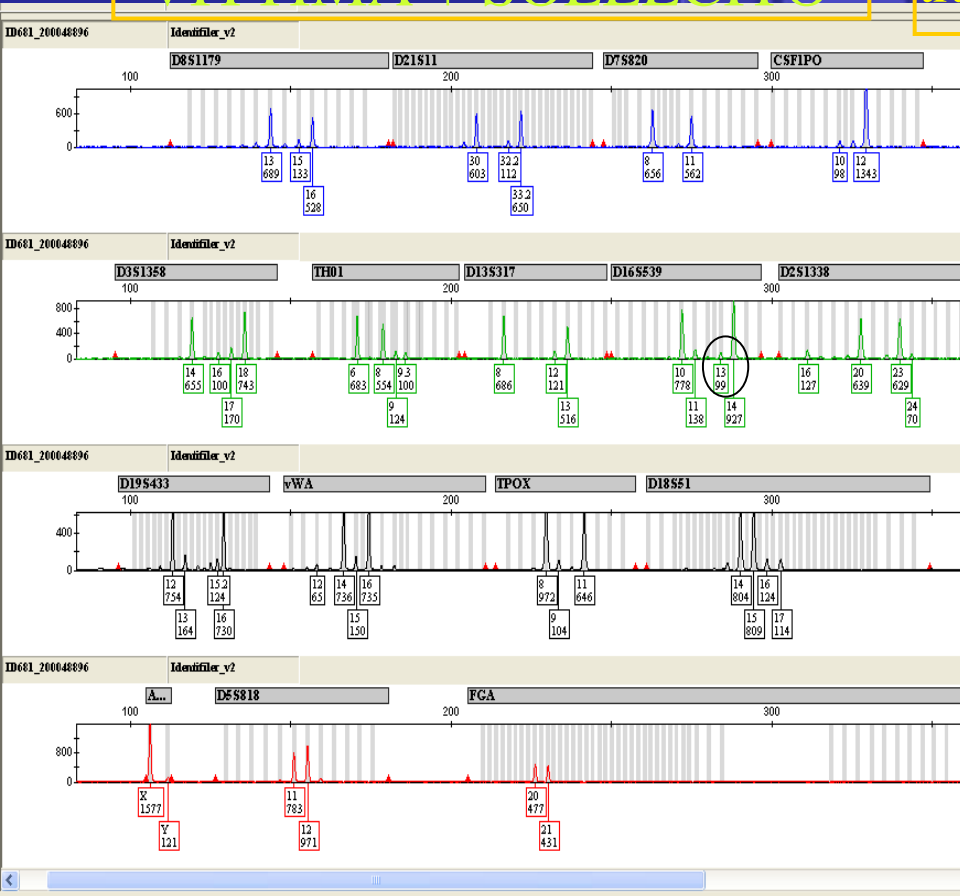 VITTIMA + SOLLECITO
ID681_200048896 Identifiler_v2
D8S1179 D21S11 D7S820 CSF1PO
100 200 300
600
0
13 15 30 32.2 8 11 10 12
689 133 603 112 656 562 98 1343
16 33.2
528 650
ID681_200048896 Identifiler_v2
D3S1358 TH01 D13S317 D16S539 D2S1338
100 200 300
800
400
0
14 16 18 6 8 9.3 8 12 10 13 16 20 23
655 100 743 683 554 100 686 121 778 99 127 639 629
17 9 13 11 14 24
170 124 516 138 927 70
ID681_200048896 Identifiler_v2
D19S433 vWA TPOX D18S51
100 200 300
400
0
12 15.2 12 14 16 8 11 14 16
754 124 65 736 735 972 646 804 124
13 16 15 9 15 17
164 730 150 104 809 114
ID681_200048896 Identifiler_v2
A... D5S818 FGA
100 200 300
800
0
X 11 20
1577 783 477
Y 12 21
121 971 431